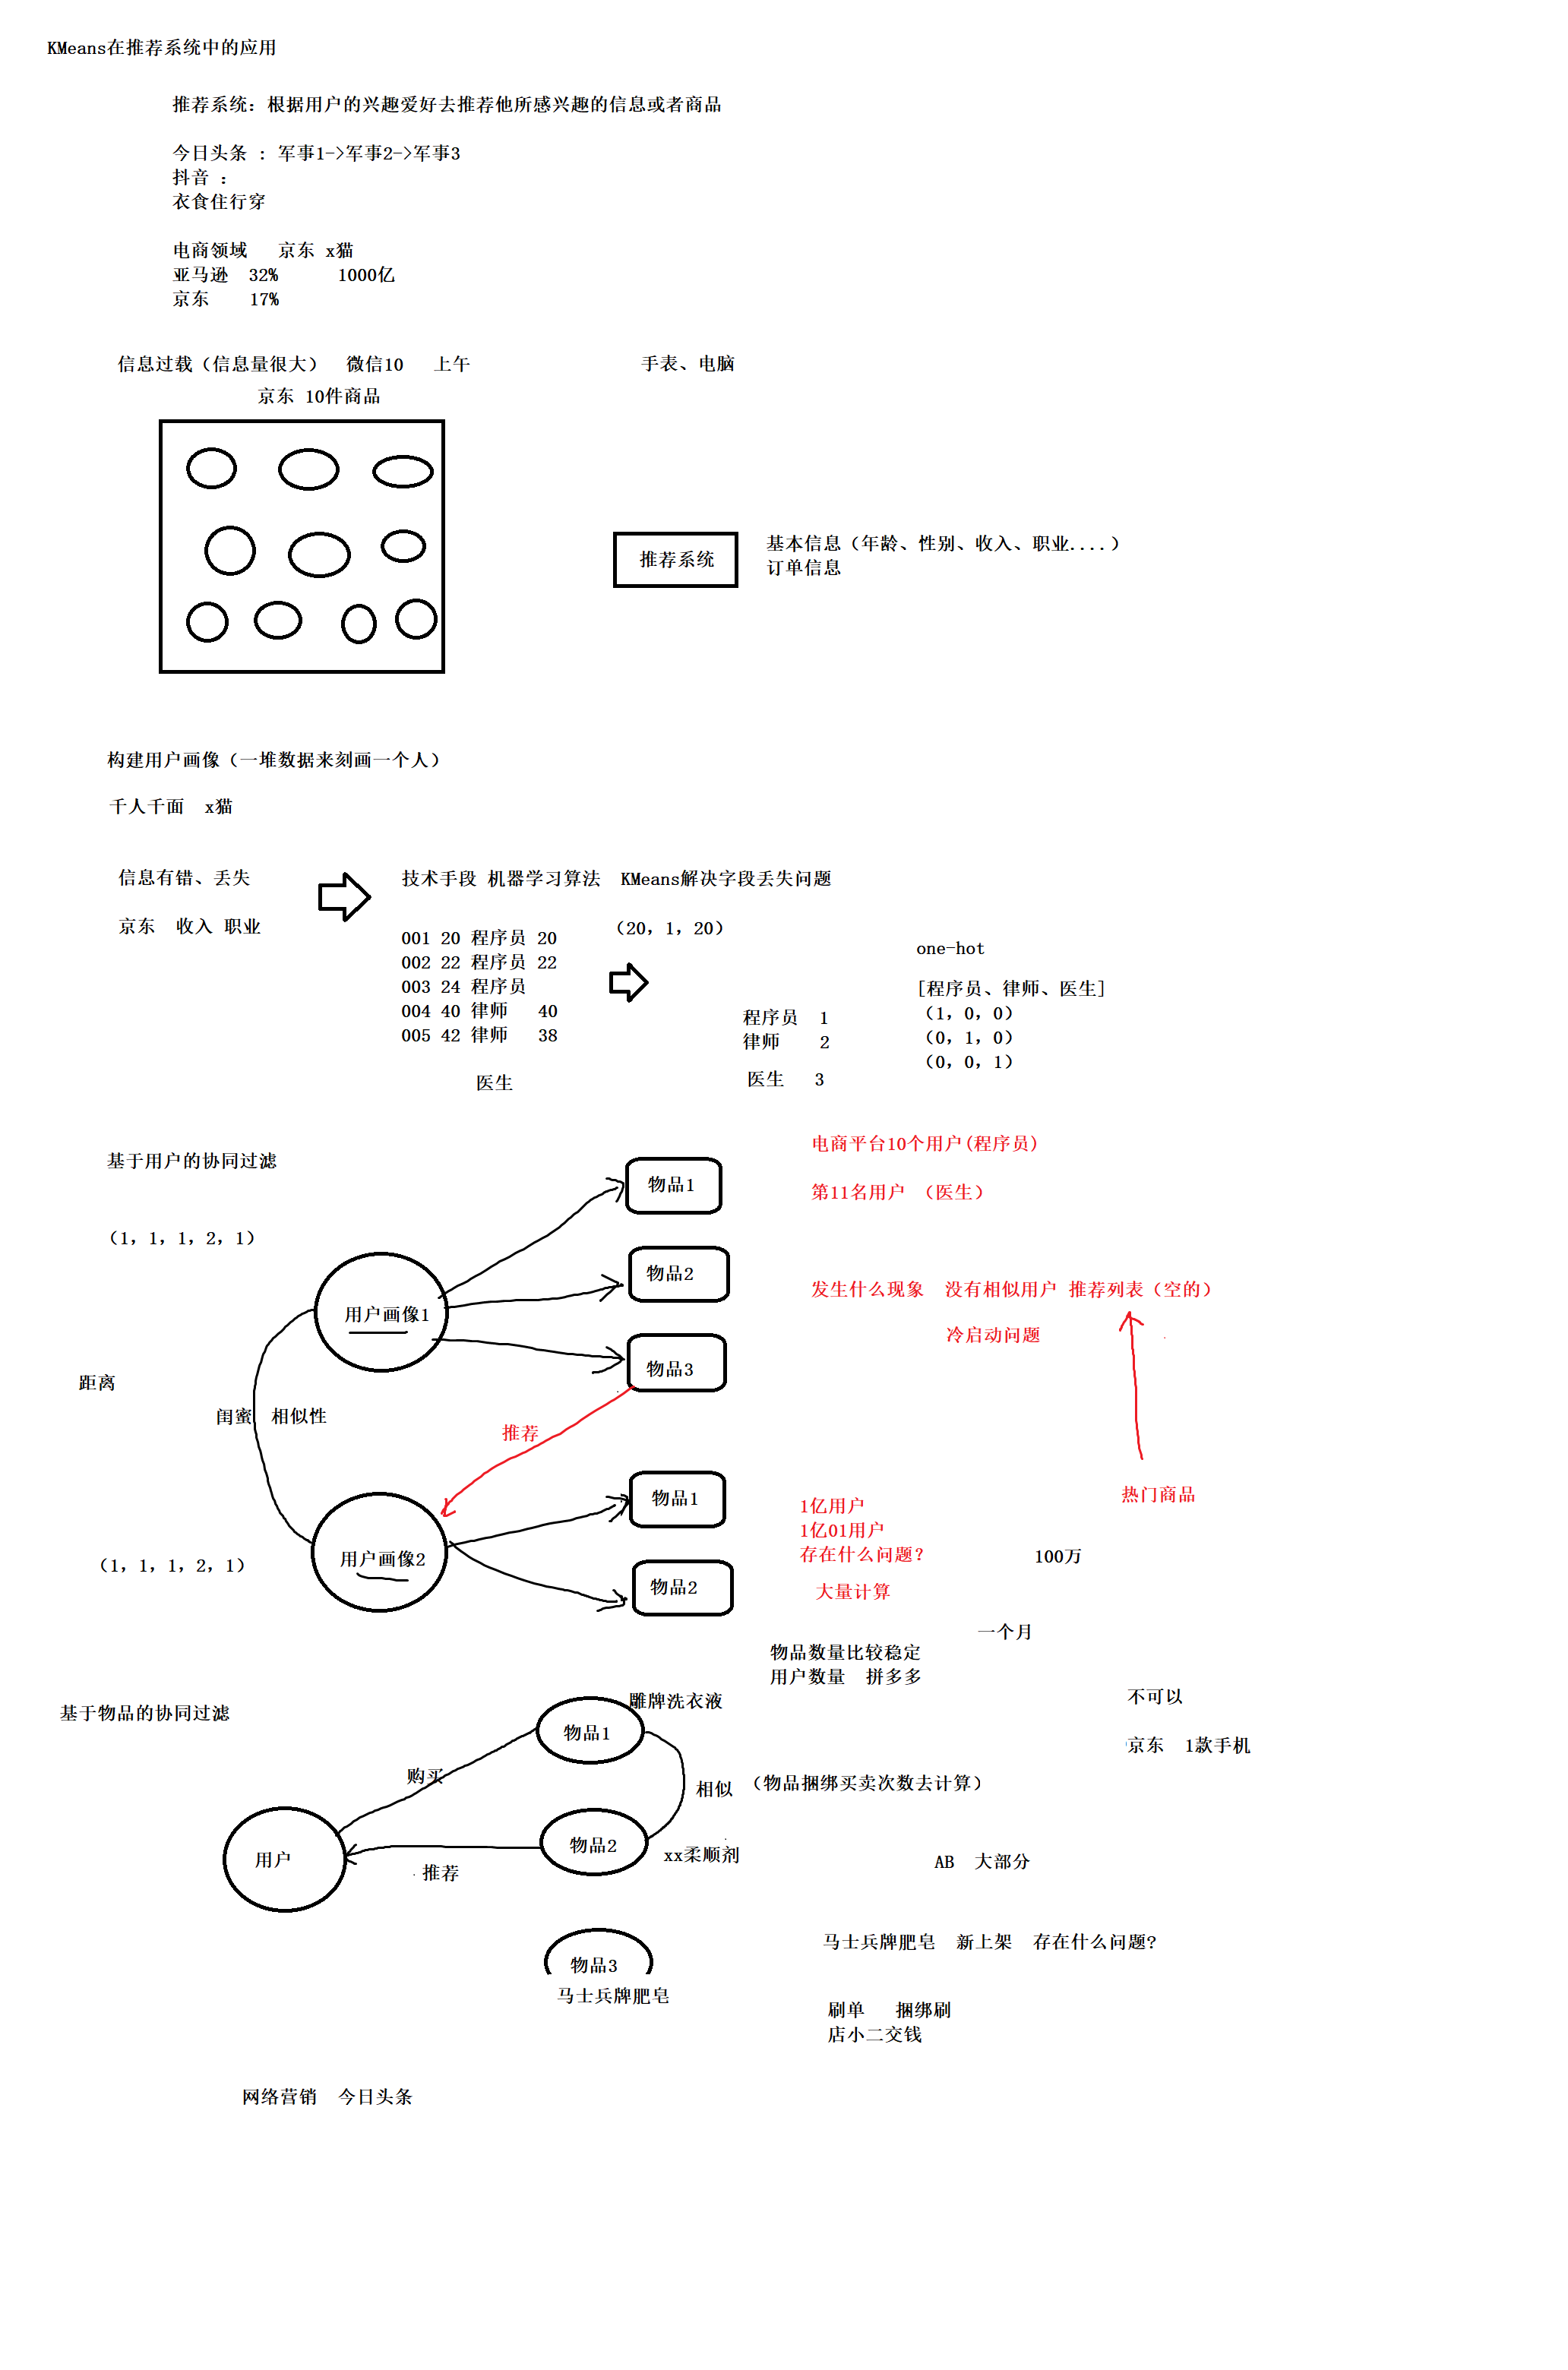 KMeans在推荐系统中的应用
推荐系统：根据用户的兴趣爱好去推荐他所感兴趣的信息或者商品
今日头条 ： 军事1->军事2->军事3
抖音 ：
衣食住行穿
电商领域 京东 x猫
亚马逊 32% 1000亿
京东 17%
信息过载（信息量很大） 微信10 上午 手表、电脑
京东 10件商品
推荐系统
基本信息（年龄、性别、收入、职业....）
订单信息
构建用户画像（一堆数据来刻画一个人）
千人千面 x猫
信息有错、丢失
京东 收入 职业
技术手段 机器学习算法 KMeans解决字段丢失问题
001 20 程序员 20
002 22 程序员 22
003 24 程序员
004 40 律师 40
005 42 律师 38
医生
（20，1，20）
程序员 1
律师 2
医生 3
one-hot
[程序员、律师、医生]
（1，0，0）
（0，1，0）
（0，0，1）
基于用户的协同过滤
（1，1，1，2，1）
用户画像1
物品1
物品2
物品3
距离
闺蜜 相似性
推荐
（1，1，1，2，1）
用户画像2
物品1
物品2
电商平台10个用户(程序员)
第11名用户 （医生）
发生什么现象 没有相似用户 推荐列表（空的）
冷启动问题
热门商品
1亿用户
1亿01用户
存在什么问题？ 100万
大量计算
一个月
物品数量比较稳定
用户数量 拼多多
不可以
京东 1款手机
基于物品的协同过滤
雕牌洗衣液
物品1
购买
相似 （物品捆绑买卖次数去计算）
用户
物品2
xx柔顺剂
推荐
AB 大部分
物品3
马士兵牌肥皂
马士兵牌肥皂 新上架 存在什么问题?
刷单 捆绑刷
店小二交钱
网络营销 今日头条